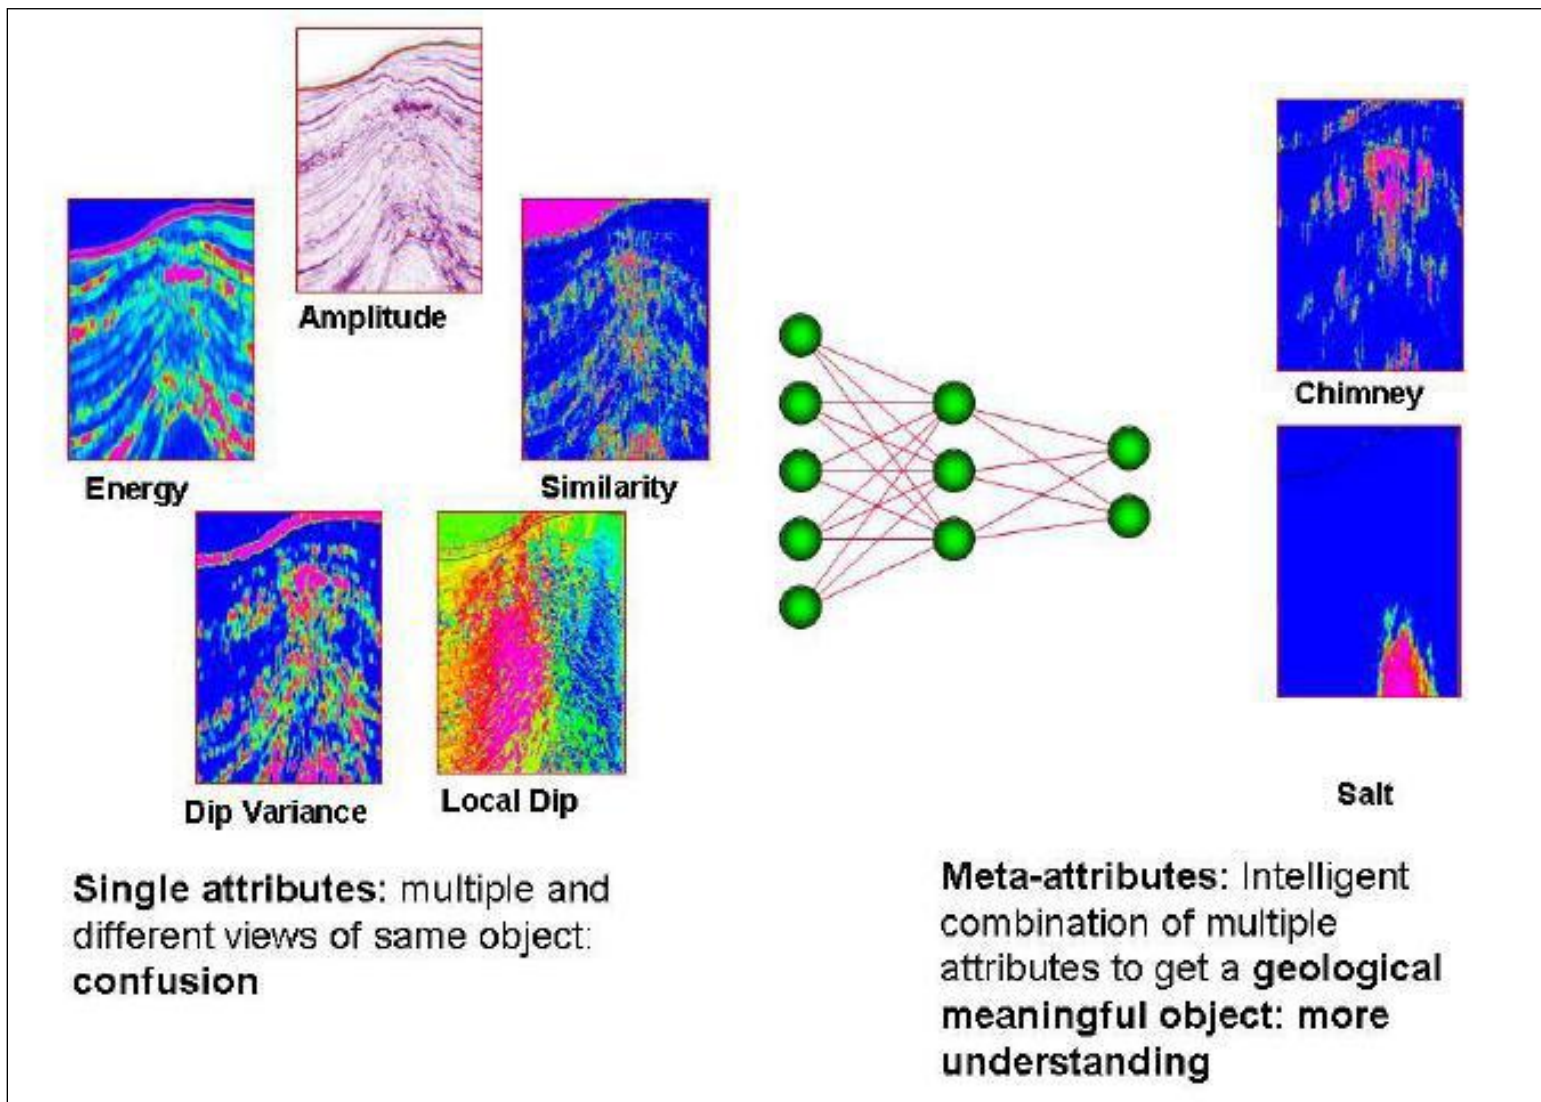 Amplitude
Energy
Similarity
Dip Variance
Local Dip
Chimney
Salt
Single attributes: multiple and
different views of same object:
confusion
Meta-attributes: Intelligent
combination of multiple
attributes to get a geological
meaningful object: more
understanding